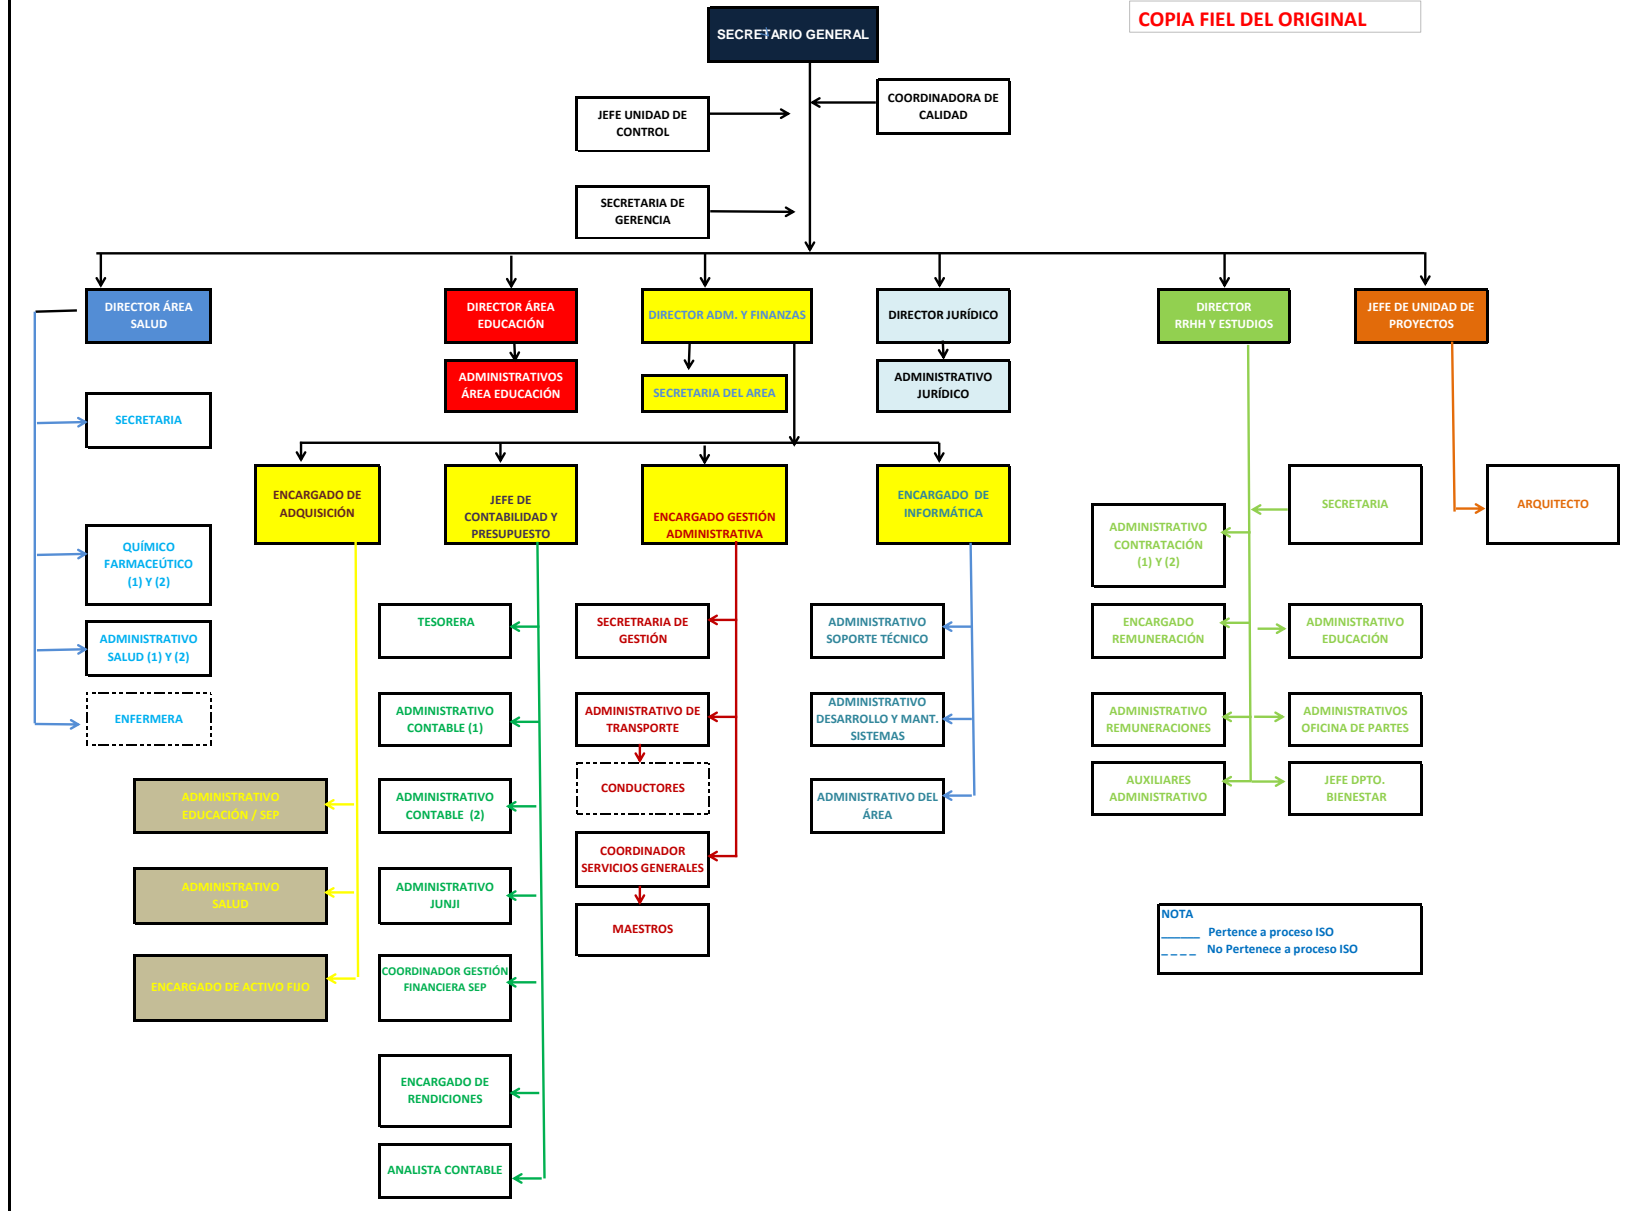 COPIA FIEL DEL ORIGINAL
SECRETARIO GENERAL
COORDINADORA DE
CALIDAD
JEFE UNIDAD DE
CONTROL
SECRETARIA DE
GERENCIA
DIRECTOR ÁREA
SALUD
DIRECTOR ÁREA
EDUCACIÓN
DIRECTOR ADM. Y FINANZAS
DIRECTOR JURÍDICO
DIRECTOR
RRHH Y ESTUDIOS
JEFE DE UNIDAD DE
PROYECTOS
ADMINISTRATIVOS
ÁREA EDUCACIÓN
SECRETARIA DEL AREA
ADMINISTRATIVO
JURÍDICO
SECRETARIA
ENCARGADO DE
ADQUISICIÓN
JEFE DE
CONTABILIDAD Y
PRESUPUESTO
ENCARGADO GESTIÓN
ADMINISTRATIVA
ENCARGADO  DE
INFORMÁTICA
SECRETARIA
ARQUITECTO
ADMINISTRATIVO
CONTRATACIÓN
(1) Y (2)
QUÍMICO
FARMACEÚTICO
(1) Y (2)
TESORERA
SECRETRARIA DE
GESTIÓN
ADMINISTRATIVO
SOPORTE TÉCNICO
ENCARGADO
REMUNERACIÓN
ADMINISTRATIVO
EDUCACIÓN
ADMINISTRATIVO
SALUD (1) Y (2)
ENFERMERA
ADMINISTRATIVO
CONTABLE (1)
ADMINISTRATIVO DE
TRANSPORTE
ADMINISTRATIVO
DESARROLLO Y MANT.
SISTEMAS
ADMINISTRATIVO
REMUNERACIONES
ADMINISTRATIVOS
OFICINA DE PARTES
CONDUCTORES
AUXILIARES
ADMINISTRATIVO
JEFE DPTO.
BIENESTAR
ADMINISTRATIVO
EDUCACIÓN / SEP
ADMINISTRATIVO
CONTABLE  (2)
ADMINISTRATIVO DEL
ÁREA
COORDINADOR
SERVICIOS GENERALES
ADMINISTRATIVO
SALUD
ADMINISTRATIVO
JUNJI
MAESTROS
NOTA
______ Pertence a proceso ISO
_ _ _ _ No Pertenece a proceso ISO
ENCARGADO DE ACTIVO FIJO
COORDINADOR GESTIÓN
FINANCIERA SEP
ENCARGADO DE
RENDICIONES
ANALISTA CONTABLE